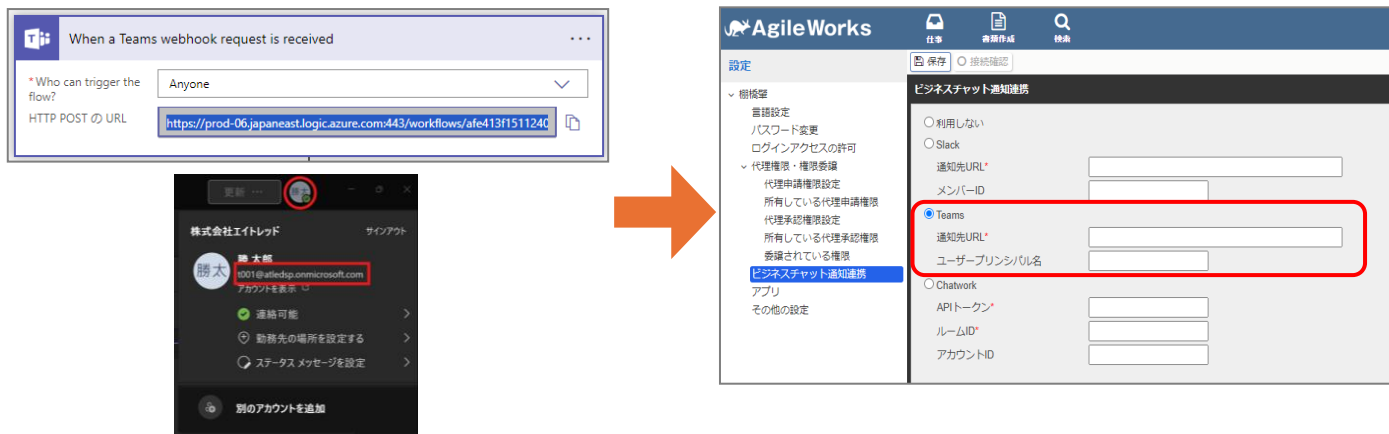 When a Teams webhook request is received
...
*Who can trigger the flow?
Anyone
HTTP POST の URL
https://prod-06.japaneast.logic.azure.com:443/workflows/afe413f1511240
更新 ...
勝太
株式会社エイトレッド
サインアウト
勝太
勝 太郎
t001@atledsp.onmicrosoft.com
アカウントを表示
連絡可能
勤務先の場所を設定する
ステータス メッセージを設定
別のアカウントを追加
AgileWorks
仕事
書類作成
検索
設定
保存
接続確認
棚橋肇
言語設定
パスワード変更
ログインアクセスの許可
代理権限・権限委譲
代理申請権限設定
所有している代理申請権限
代理承認権限設定
所有している代理承認権限
委譲されている権限
ビジネスチャット通知連携
アプリ
その他の設定
ビジネスチャット通知連携
利用しない
Slack
通知先URL*
メンバーID
Teams
通知先URL*
ユーザープリンシパル名
Chatwork
APIトークン*
ルームID*
アカウントID